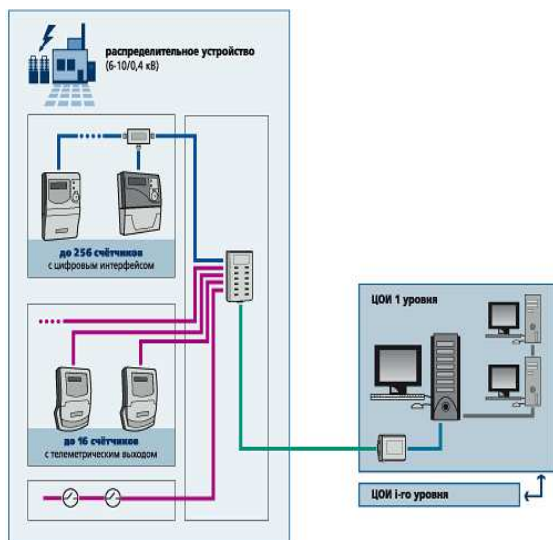 распределительное устройство
(6-10/0,4 кВ)
до 256 счётчиков
с цифровым интерфейсом
ЦОИ 1 уровня
до 16 счётчиков
с телеметрическим выходом
ЦОИ i-го уровня